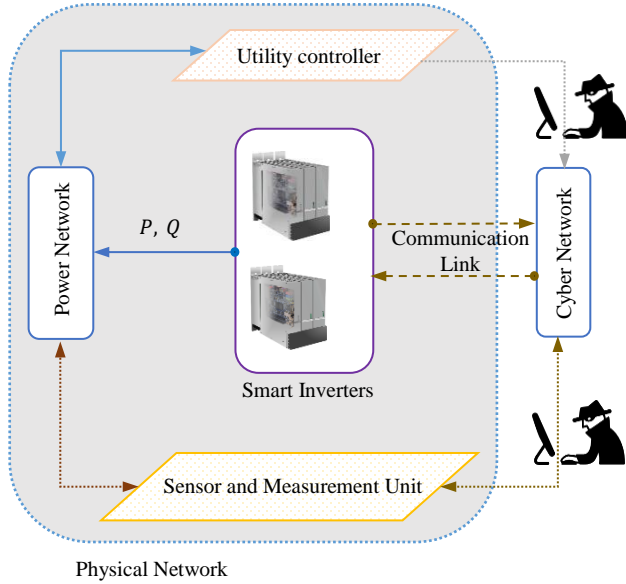 Utility controller
Power Network
P, Q
Communication
Link
Cyber Network
Smart Inverters
Sensor and Measurement Unit
Physical Network